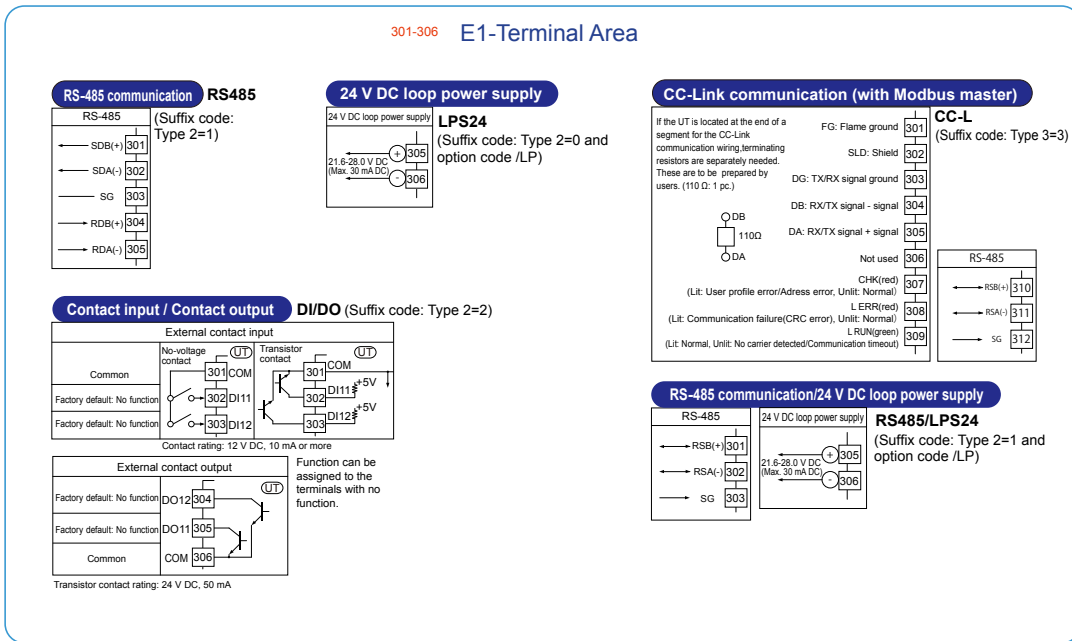 301-306 E1-Terminal Area
RS-485 communication RS485
(Suffix code:
Type 2=1)
RS-485
SDB(+) 301
SDA(-) 302
SG 303
RDB(+) 304
RDA(-) 305
24 V DC loop power supply
24 V DC loop power supply
LPS24
(Suffix code: Type 2=0 and
option code /LP)
21.6-28.0 V DC
(Max. 30 mA DC)
+ 305
- 306
CC-Link communication (with Modbus master)
CC-L
(Suffix code: Type 3=3)
If the UT is located at the end of a
segment for the CC-Link
communication wiring,terminating
resistors are separately needed.
These are to be prepared by
users. (110 Ω: 1 pc.)
DB
110Ω
DA
FG: Flame ground 301
SLD: Shield 302
DG: TX/RX signal ground 303
DB: RX/TX signal - signal 304
DA: RX/TX signal + signal 305
Not used 306
CHK(red) 307
(Lit: User profile error/Adress error, Unlit: Normal)
L ERR(red) 308
(Lit: Communication failure(CRC error), Unlit: Normal)
L RUN(green) 309
(Lit: Normal, Unlit: No carrier detected/Communication timeout)
RS-485
RSB(+) 310
RSA(-) 311
SG 312
Contact input / Contact output DI/DO (Suffix code: Type 2=2)
External contact input
No-voltage
contact
UT
Transistor
contact
UT
Common
301 COM
301 COM
Factory default: No function
302 DI11
302 DI11 +5V
Factory default: No function
303 DI12
303 DI12 +5V
Contact rating: 12 V DC, 10 mA or more
External contact output
UT
Factory default: No function
DO12 304
Factory default: No function
DO11 305
Common
COM 306
Function can be
assigned to the
terminals with no
function.
Transistor contact rating: 24 V DC, 50 mA
RS-485 communication/24 V DC loop power supply
RS-485
RSB(+) 301
RSA(-) 302
SG 303
24 V DC loop power supply
21.6-28.0 V DC
(Max. 30 mA DC)
+ 305
- 306
RS485/LPS24
(Suffix code: Type 2=1 and
option code /LP)